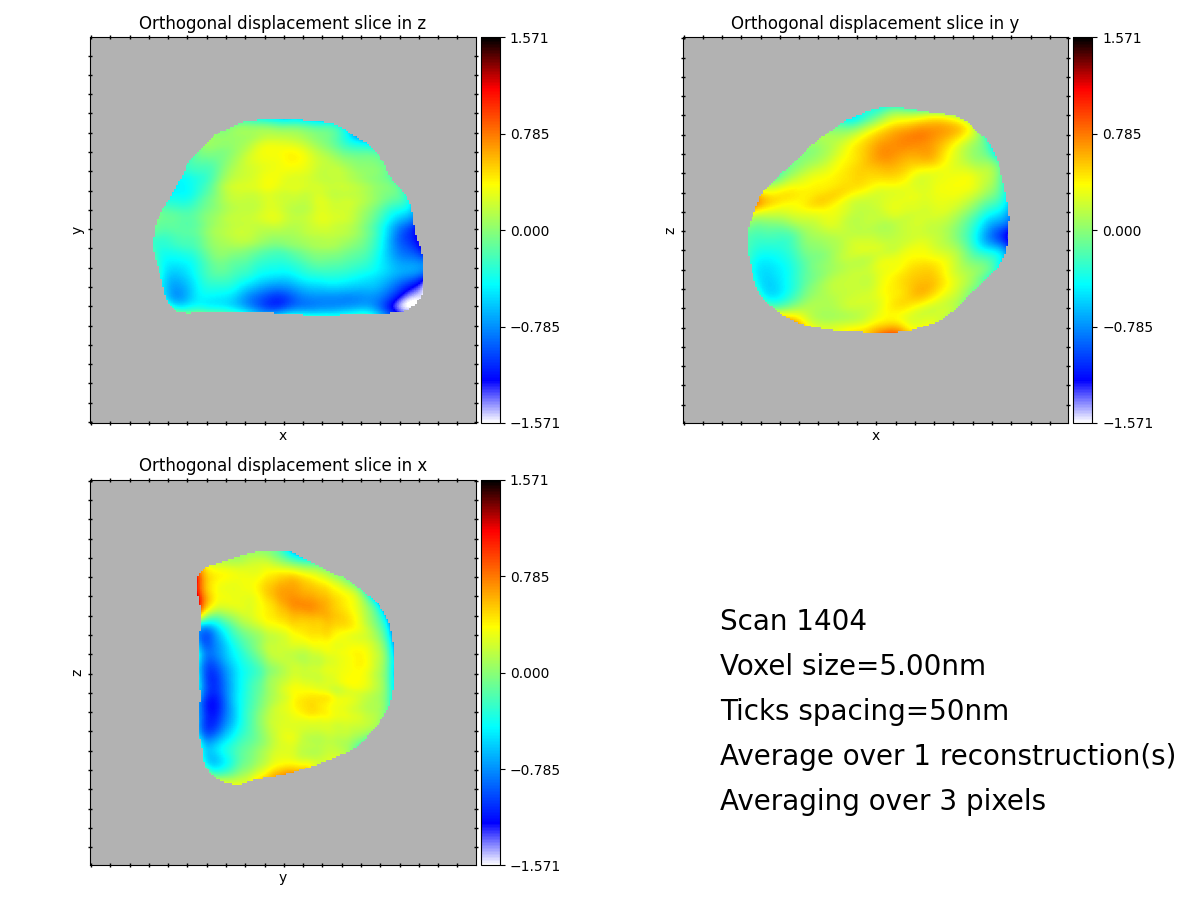 Orthogonal displacement slice in z
1.571
0.785
0.000
−0.785
−1.571
y
x
Orthogonal displacement slice in y
1.571
0.785
0.000
−0.785
−1.571
z
x
Orthogonal displacement slice in x
1.571
0.785
0.000
−0.785
−1.571
z
y
Scan 1404
Voxel size=5.00nm
Ticks spacing=50nm
Average over 1 reconstruction(s)
Averaging over 3 pixels